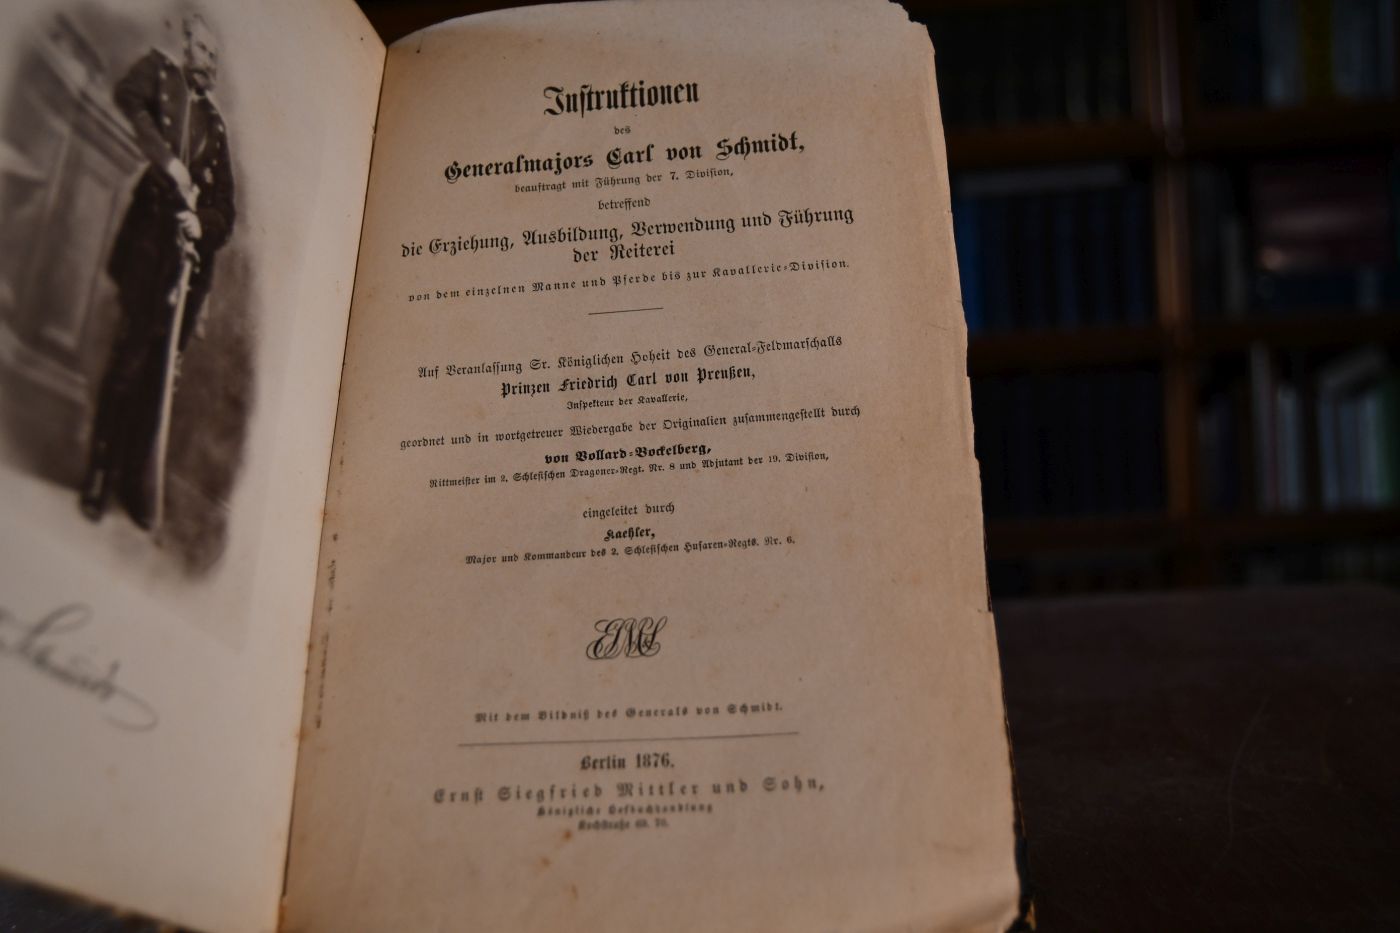 Instruktionen
des
Generalmajors Carl von Schmidt,
beauftragt mit Führung der 7. Division,
betreffend
die Erziehung, Ausbildung, Verwendung und Führung
der Reiterei
von dem einzelnen Manne und Pferde bis zur Kavallerie-Division.
Auf Veranlassung Sr. Königlichen Hoheit des General-Feldmarschalls
Prinzen Friedrich Carl von Preußen,
Inspekteur der Kavallerie,
geordnet und in wortgetreuer Wiedergabe der Originalien zusammengestellt durch
von Vollard-Bockelberg,
Rittmeister im 2. Schlesischen Dragoner-Regt. Nr. 8 und Adjutant der 19. Division,
eingeleitet durch
Kaehler,
Major und Kommandeur des 2. Schlesischen Husaren-Regts. Nr. 6.
Mit dem Bildniß des Generals von Schmidt.
Berlin 1876.
Ernst Siegfried Mittler und Sohn,
Königliche Hofbuchhandlung
Kochstraße 69. 70.